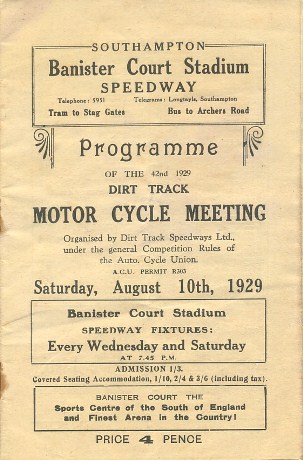 SOUTHAMPTON
Banister Court Stadium
SPEEDWAY
Telephone: 5951 Telegrams: Longtayle, Southampton
Tram to Stag Gates Bus to Archers Road
Programme
OF THE 42nd 1929
DIRT TRACK
MOTOR CYCLE MEETING
Organised by Dirt Track Speedways Ltd.,
under the general Competition Rules of
the Auto. Cycle Union.
A.C.U. PERMIT R303
Saturday, August 10th, 1929
Banister Court Stadium
SPEEDWAY FIXTURES:
Every Wednesday and Saturday
AT 7.45 P.M.
ADMISSION 1/3.
Covered Seating Accommodation, 1/10, 2/4 & 3/6 (including tax).
BANISTER COURT THE
Sports Centre of the South of England
and Finest Arena in the Country!
PRICE 4 PENCE